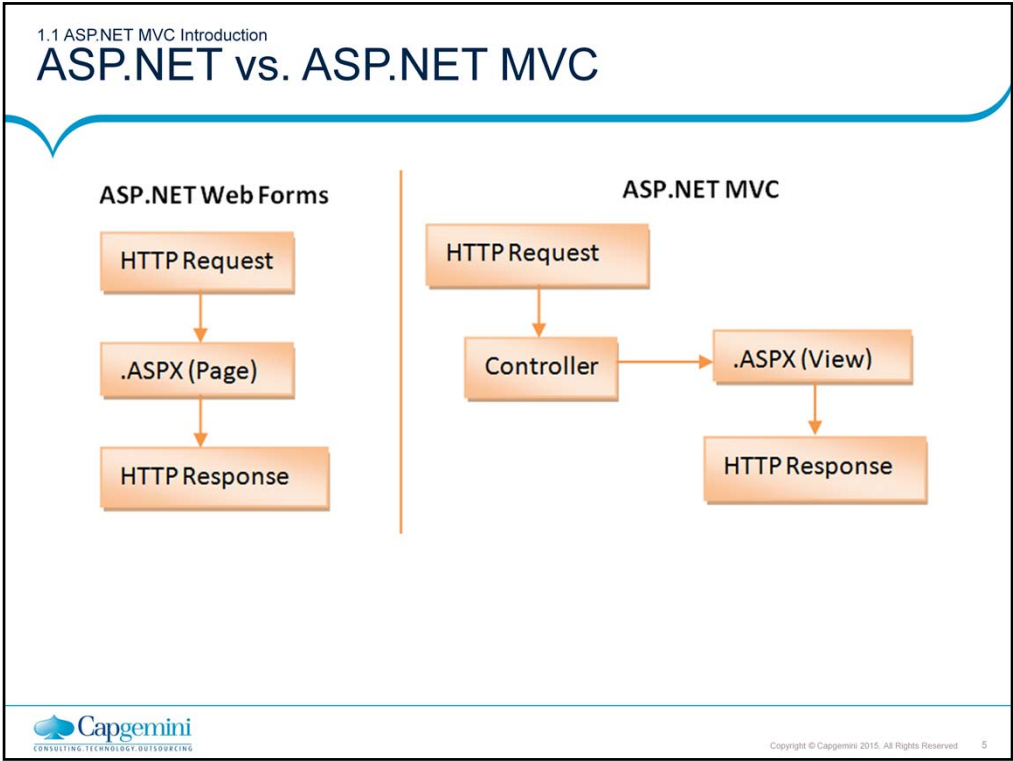 1.1 ASP.NET MVC Introduction
ASP.NET vs. ASP.NET MVC
ASP.NET Web Forms
HTTP Request
.ASPX (Page)
HTTP Response
ASP.NET MVC
HTTP Request
Controller
.ASPX (View)
HTTP Response
Capgemini
CONSULTING.TECHNOLOGY.OUTSOURCING
Copyright © Capgemini 2015. All Rights Reserved 5